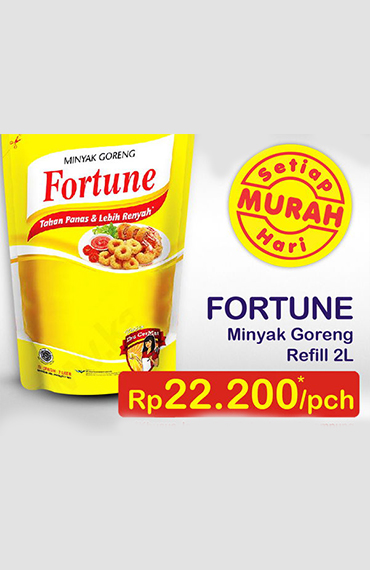 MINYAK GORENG
Fortune
Tahan Panas & Lebih Renyah*
Setiap
MURAH
Hari
FORTUNE
Minyak Goreng
Refill 2L
Rp22.200*/pch